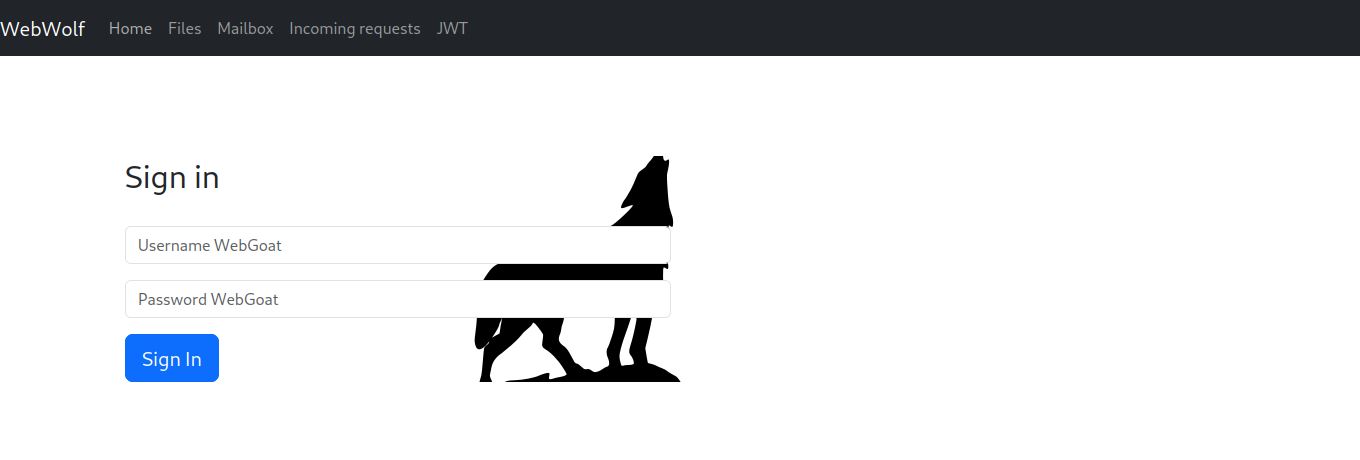 WebWolf Home Files Mailbox Incoming requests JWT
Sign in
Username WebGoat
Password WebGoat
Sign In